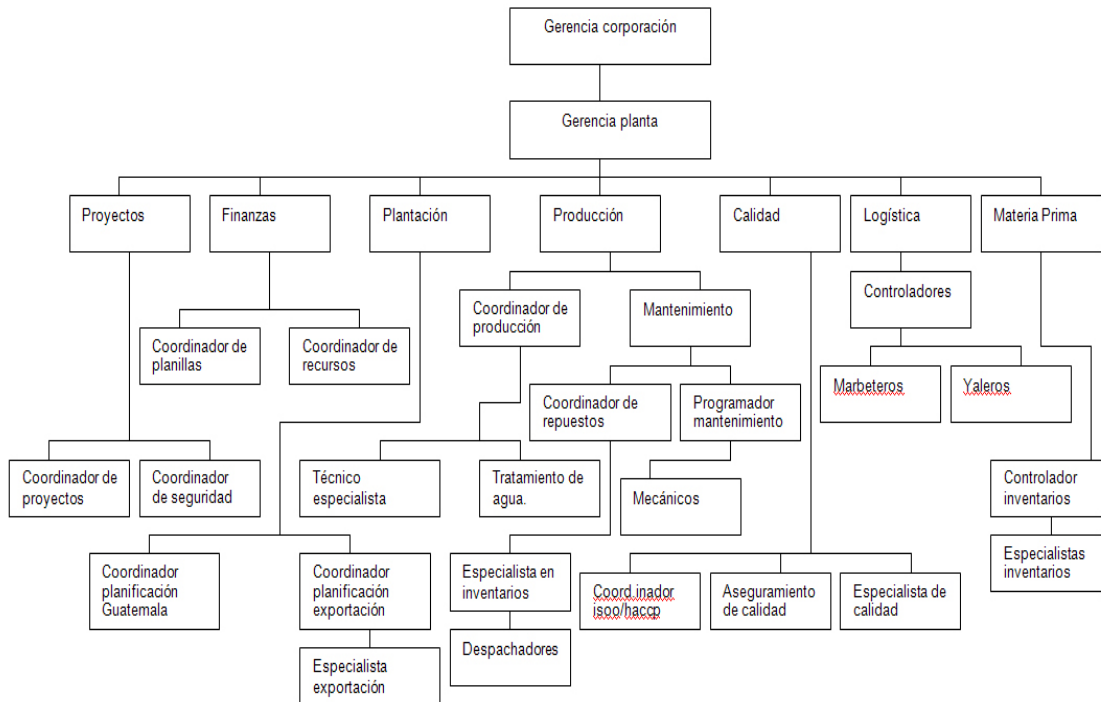 Gerencia corporación
Gerencia planta
Proyectos
Finanzas
Plantación
Producción
Calidad
Logística
Materia Prima
Coordinador de
producción
Mantenimiento
Controladores
Coordinador de
planillas
Coordinador de
recursos
Marbeteros
Yaleros
Coordinador de
repuestos
Programador
mantenimiento
Coordinador de
proyectos
Coordinador
de seguridad
Técnico
especialista
Tratamiento de
agua.
Mecánicos
Controlador
inventarios
Coordinador
planificación
Guatemala
Coordinador
planificación
exportación
Especialista en
inventarios
Coord.inador
isoo/haccp
Aseguramiento
de calidad
Especialista de
calidad
Especialistas
inventarios
Despachadores
Especialista
exportación